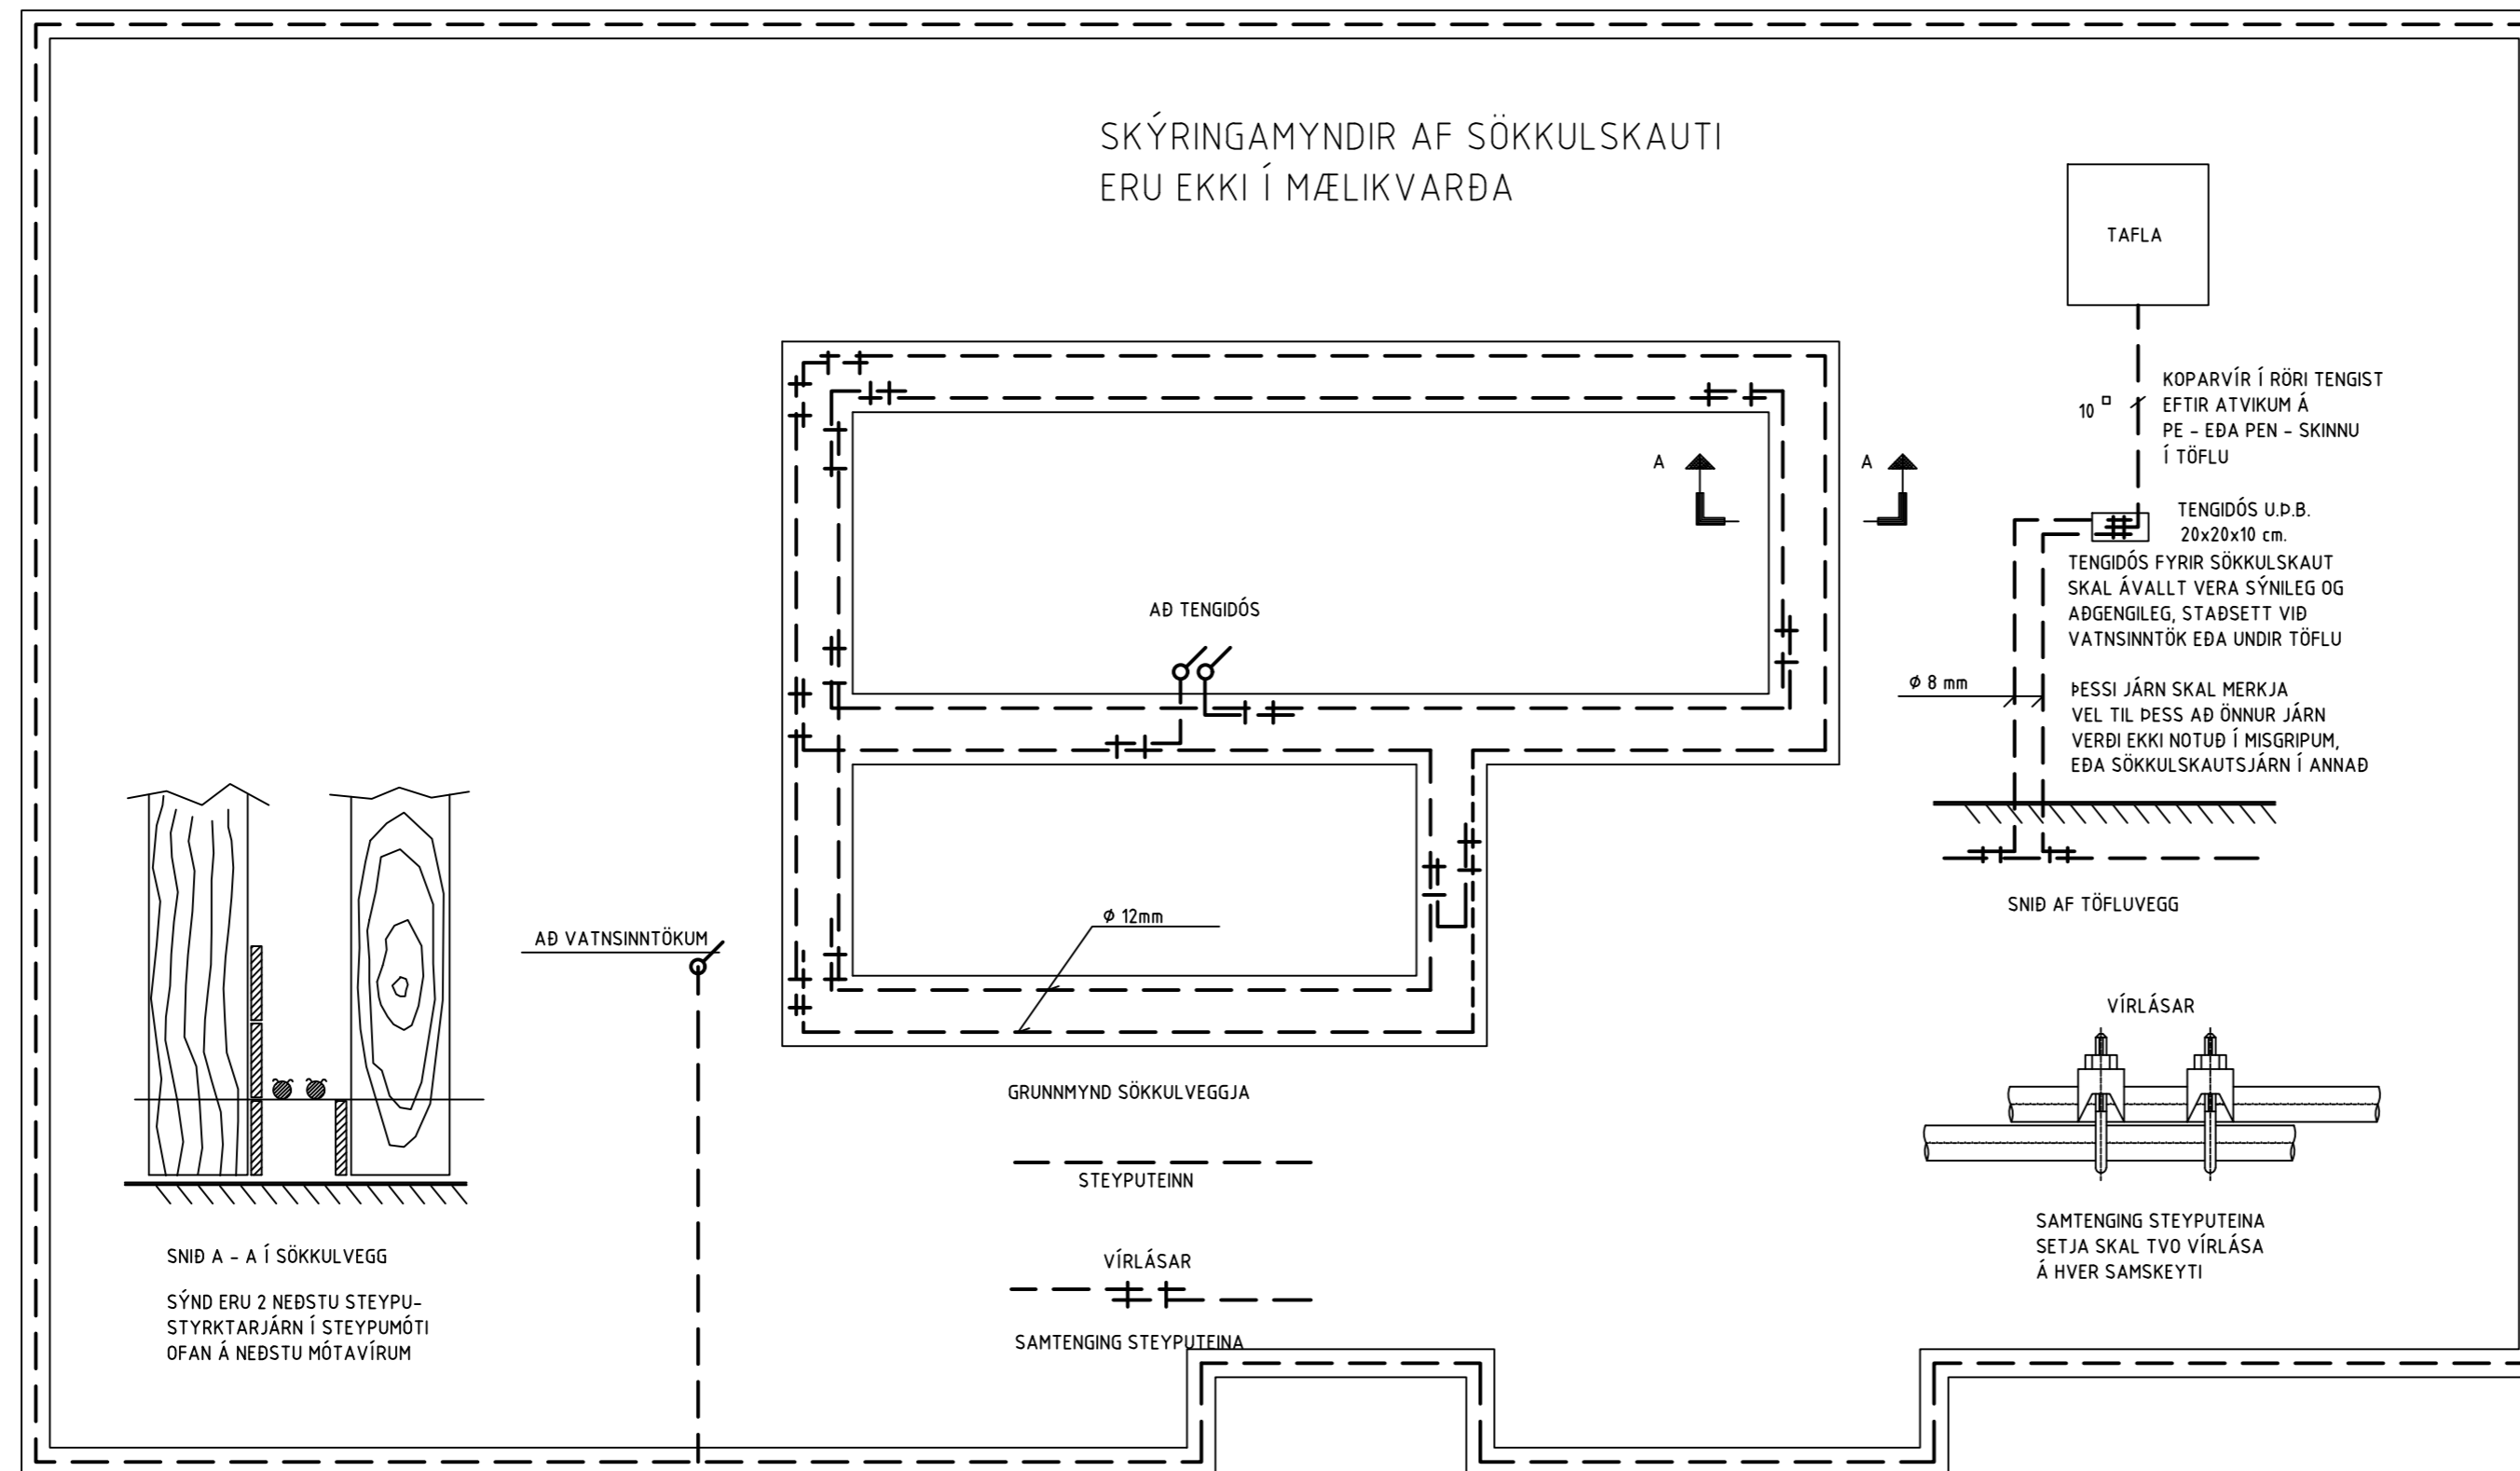 SKÝRINGAMYNDIR AF SÖKKULSKAUTI
ERU EKKI Í MÆLIKVARÐA
TAFLA
KOPARVÍR Í RÖRI TENGIST
EFTIR ATVIKUM Á
PE - EÐA PEN - SKINNU
Í TÖFLU
10 □
A
A
TENGIDÓS U.Þ.B.
20x20x10 cm.
TENGIDÓS FYRIR SÖKKULSKAUT
SKAL ÁVALLT VERA SÝNILEG OG
AÐGENGILEG, STAÐSETT VIÐ
VATNSINNTÖK EÐA UNDIR TÖFLU
AÐ TENGIDÓS
ϕ 8 mm
ÞESSI JÁRN SKAL MERKJA
VEL TIL ÞESS AÐ ÖNNUR JÁRN
VERÐI EKKI NOTUÐ Í MISGRIPUM,
EÐA SÖKKULSKAUTSJÁRN Í ANNAÐ
SNIÐ AF TÖFLUVEGG
ϕ 12mm
AÐ VATNSINNTÖKUM
VÍRLÁSAR
GRUNNMYND SÖKKULVEGGJA
STEYPUTEINN
SAMTENGING STEYPUTEINA
SETJA SKAL TVO VÍRLÁSA
Á HVER SAMSKEYTI
SNIÐ A - A Í SÖKKULVEGG
VÍRLÁSAR
SÝND ERU 2 NEÐSTU STEYPU-
STYRKTARJÁRN Í STEYPUMÓTI
OFAN Á NEÐSTU MÓTAVÍRUM
SAMTENGING STEYPUTEINA